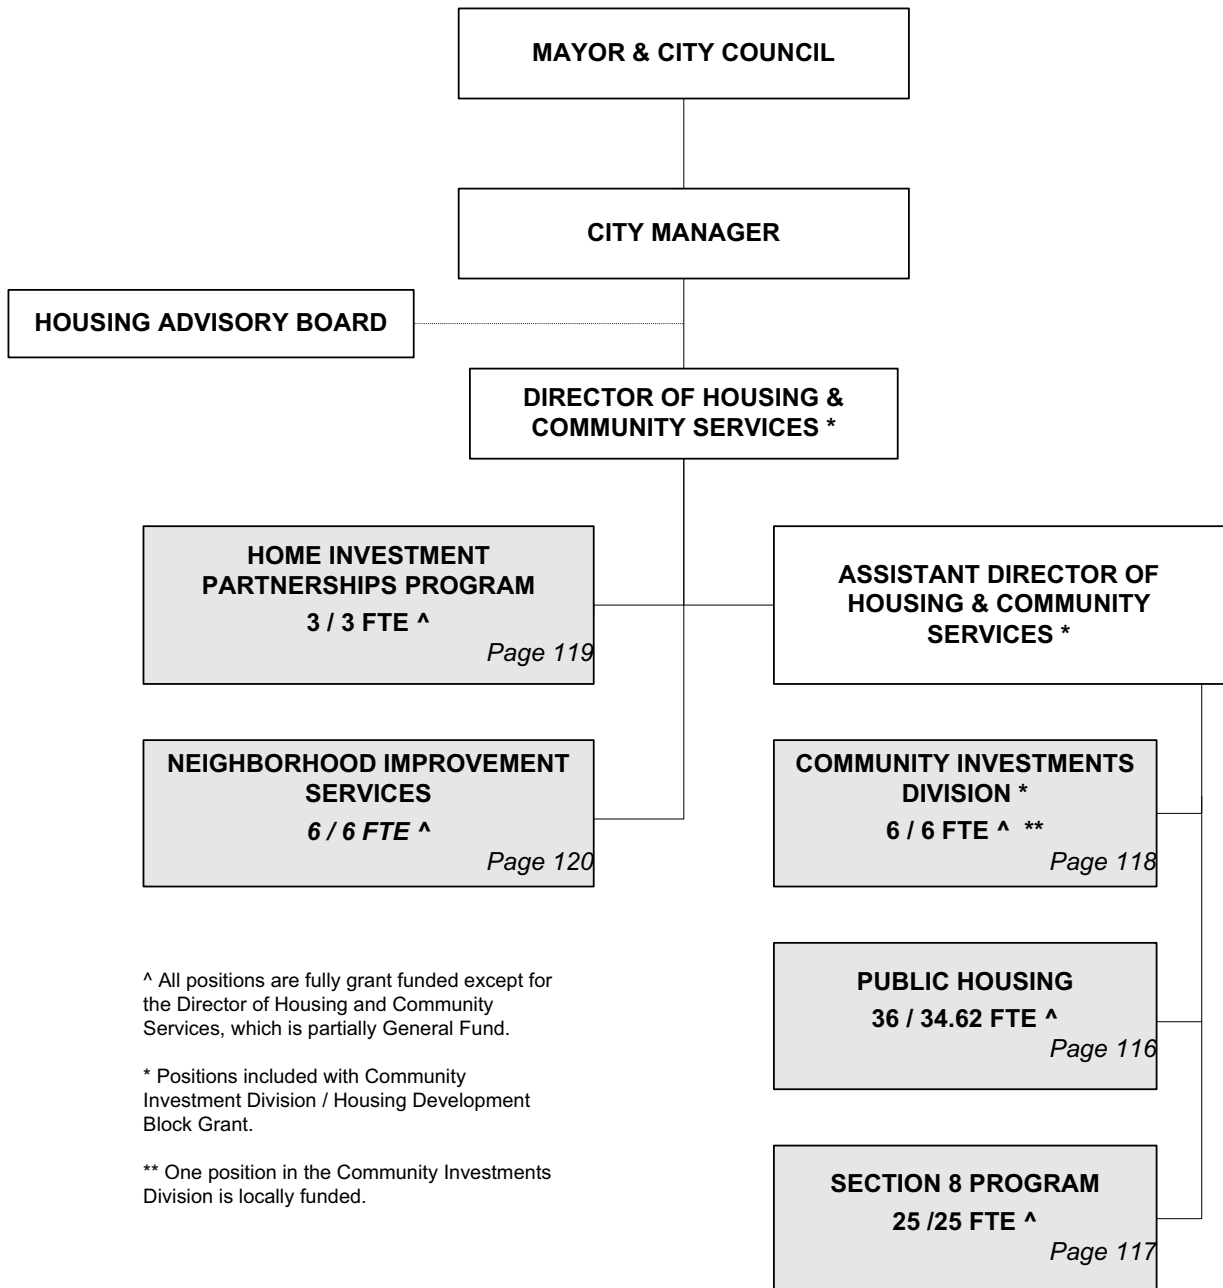 MAYOR & CITY COUNCIL
CITY MANAGER
HOUSING ADVISORY BOARD
DIRECTOR OF HOUSING &
COMMUNITY SERVICES *
HOME INVESTMENT
PARTNERSHIPS PROGRAM
3 / 3 FTE ^
Page 119
ASSISTANT DIRECTOR OF
HOUSING & COMMUNITY
SERVICES *
NEIGHBORHOOD IMPROVEMENT
SERVICES
6 / 6 FTE ^
Page 120
COMMUNITY INVESTMENTS
DIVISION *
6 / 6 FTE ^ **
Page 118
PUBLIC HOUSING
36 / 34.62 FTE ^
Page 116
SECTION 8 PROGRAM
25 /25 FTE ^
Page 117
^ All positions are fully grant funded except for
the Director of Housing and Community
Services, which is partially General Fund.
* Positions included with Community
Investment Division / Housing Development
Block Grant.
** One position in the Community Investments
Division is locally funded.